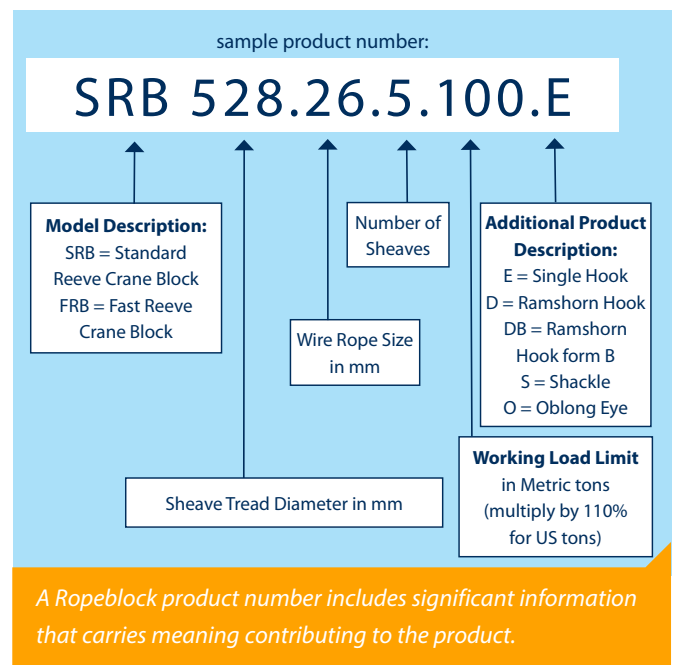 sample product number:
SRB 528.26.5.100.E
Model Description:
SRB = Standard
Reeve Crane Block
FRB = Fast Reeve
Crane Block
Sheave Tread Diameter in mm
Wire Rope Size
in mm
Number of
Sheaves
Working Load Limit
in Metric tons
(multiply by 110%
for US tons)
Additional Product
Description:
E = Single Hook
D = Ramshorn Hook
DB = Ramshorn
Hook form B
S = Shackle
O = Oblong Eye
A Ropeblock product number includes significant information
that carries meaning contributing to the product.